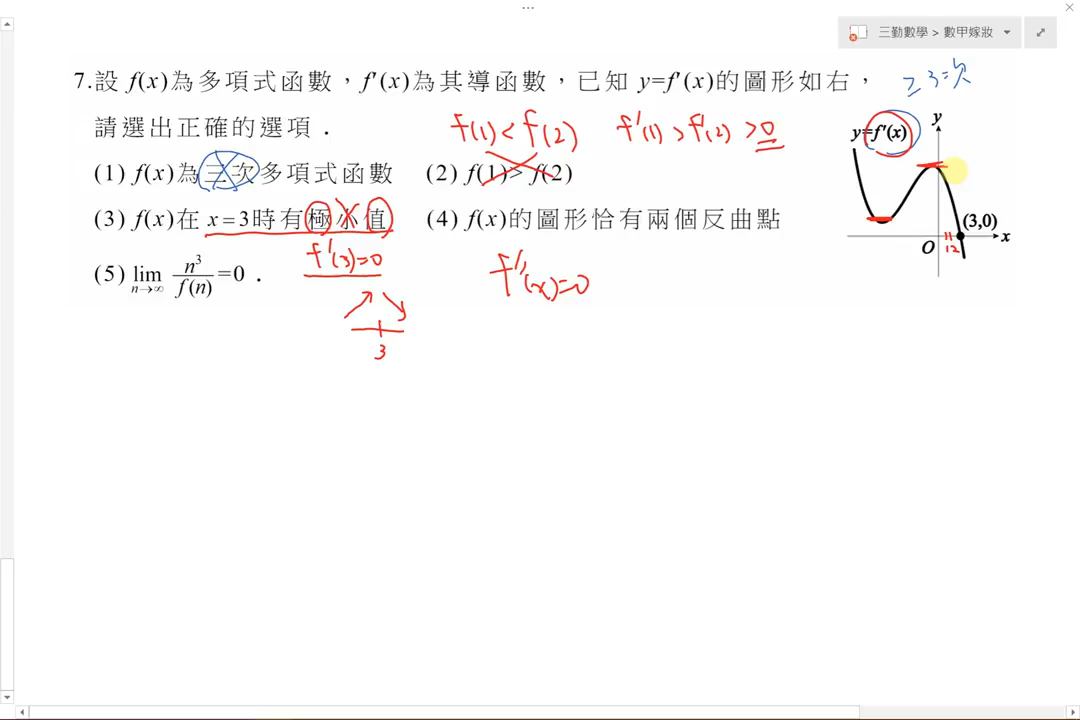 三勤數學 > 數甲嫁妝
7.設 f(x)為多項式函數，f'(x)為其導函數，已知 y=f'(x)的圖形如右，
≥3次
請選出正確的選項．
f(1)<f(2) f'(1)>f'(2)>0
(1) f(x)為三次多項式函數 (2) f(1)> f(2)
(3) f(x)在 x=3時有極小值 (4) f(x)的圖形恰有兩個反曲點
f'(3)=0
f''(x)=0
(5) lim n→∞ n³/f(n) =0．
3
y
y=f'(x)
(3,0)
O 1 2 x